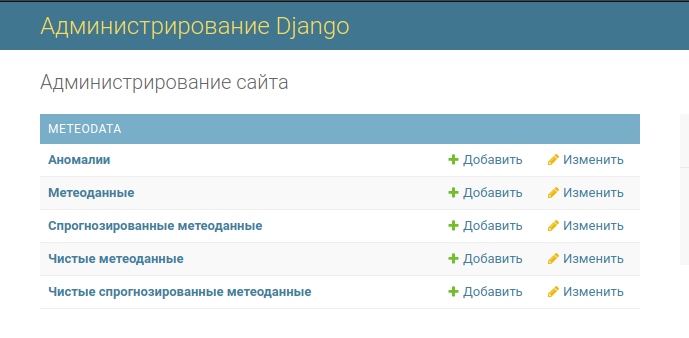 Администрирование Django
Администрирование сайта
METEODATA
Аномалии Добавить Изменить
Метеоданные Добавить Изменить
Спрогнозированные метеоданные Добавить Изменить
Чистые метеоданные Добавить Изменить
Чистые спрогнозированные метеоданные Добавить Изменить